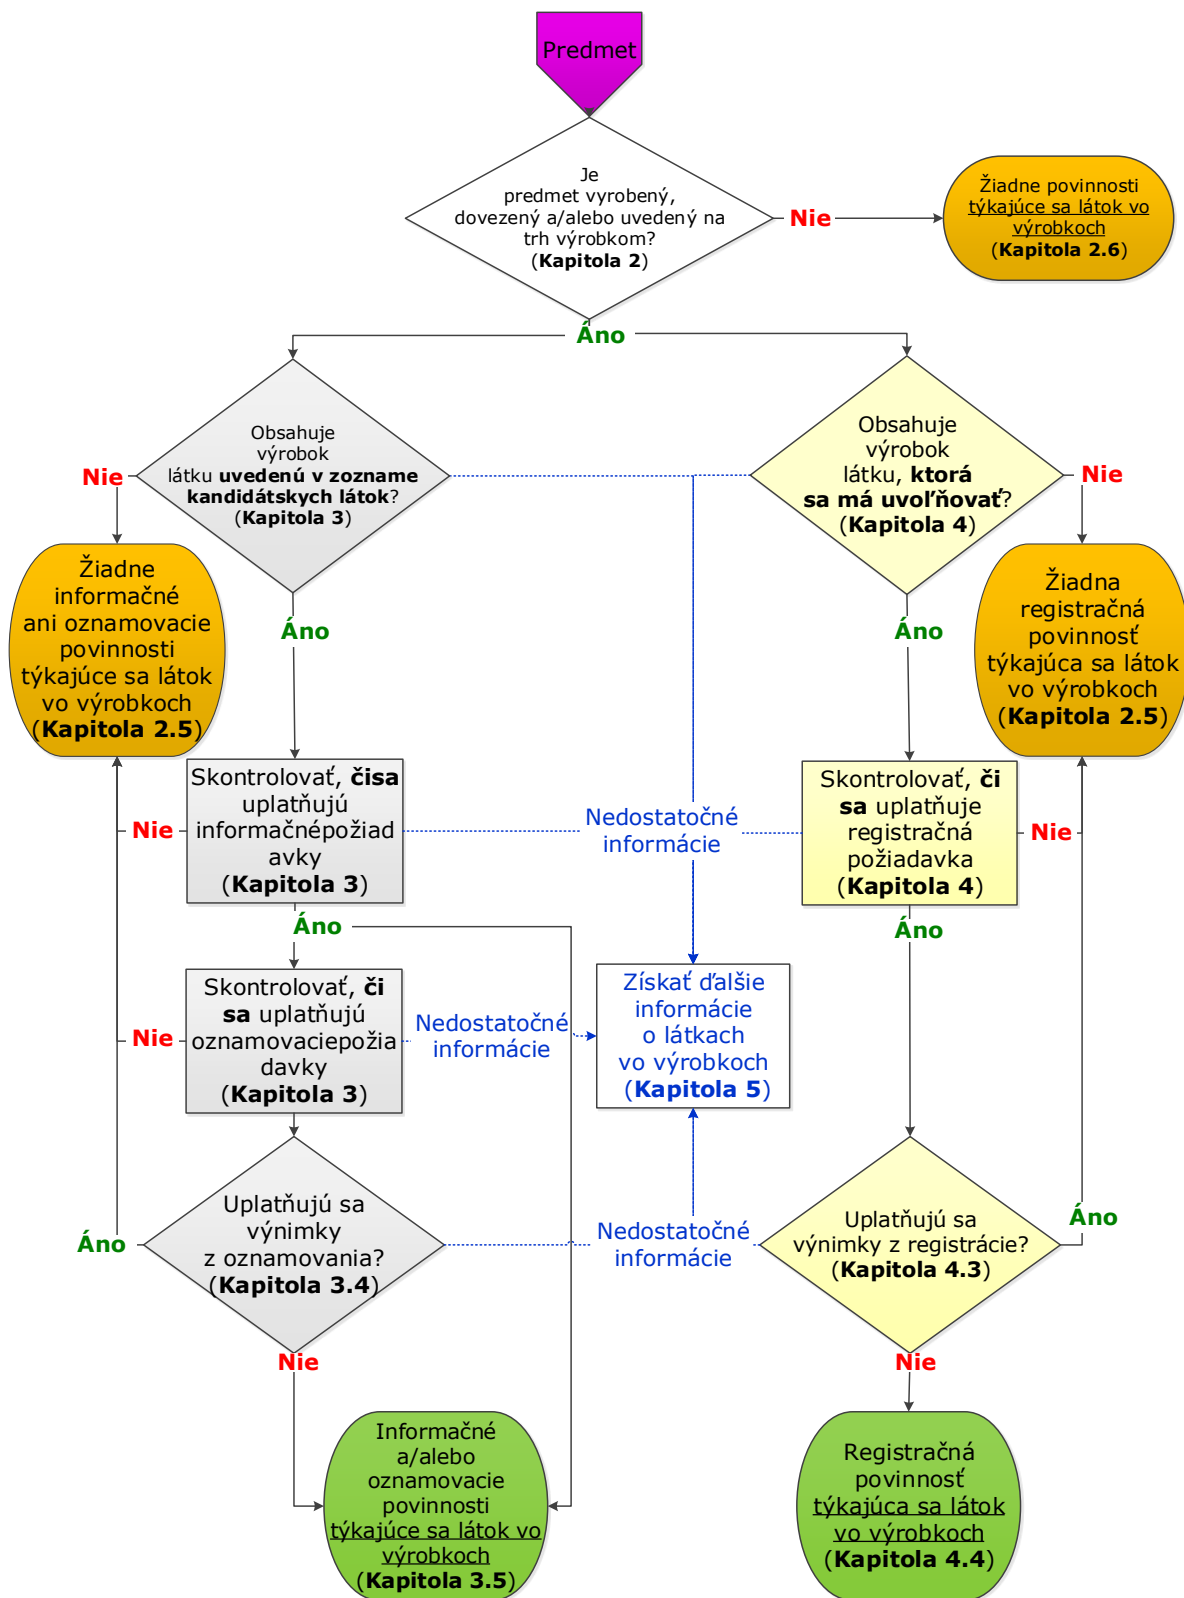 Predmet
Je
predmet vyrobený,
dovezený a/alebo uvedený na
trh výrobkom?
(Kapitola 2)
Nie
Žiadne povinnosti
týkajúce sa látok vo
výrobkoch
(Kapitola 2.6)
Áno
Obsahuje
výrobok
látku uvedenú v zozname
kandidátskych látok?
(Kapitola 3)
Nie
Obsahuje
výrobok
látku, ktorá
sa má uvoľňovať?
(Kapitola 4)
Nie
Žiadne
informačné
ani oznamovacie
povinnosti
týkajúce sa látok
vo výrobkoch
(Kapitola 2.5)
Áno
Áno
Žiadna
registračná
povinnosť
týkajúca sa látok
vo výrobkoch
(Kapitola 2.5)
Skontrolovať, čisa
uplatňujú
informačnépožiad
avky
(Kapitola 3)
Nie
Nedostatočné
informácie
Skontrolovať, či
sa uplatňuje
registračná
požiadavka
(Kapitola 4)
Nie
Áno
Áno
Skontrolovať, či
sa uplatňujú
oznamovaciepožia
davky
(Kapitola 3)
Nie
Nedostatočné
informácie
Získať ďalšie
informácie
o látkach
vo výrobkoch
(Kapitola 5)
Uplatňujú sa
výnimky
z oznamovania?
(Kapitola 3.4)
Áno
Nedostatočné
informácie
Uplatňujú sa
výnimky z registrácie?
(Kapitola 4.3)
Áno
Nie
Nie
Informačné
a/alebo
oznamovacie
povinnosti
týkajúce sa látok vo
výrobkoch
(Kapitola 3.5)
Registračná
povinnosť
týkajúca sa látok
vo výrobkoch
(Kapitola 4.4)